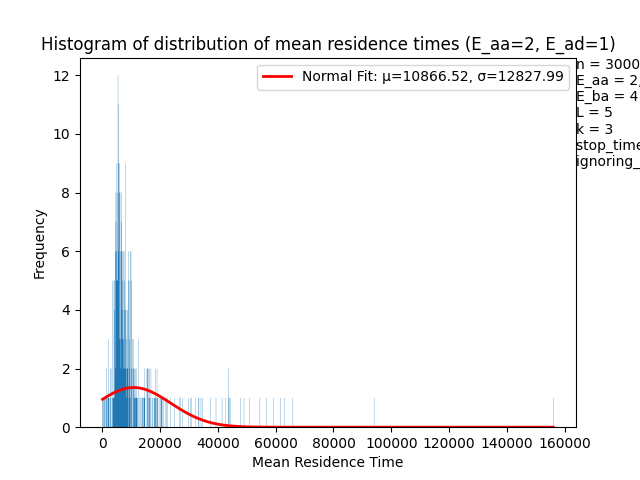 Histogram of distribution of mean residence times (E_aa=2, E_ad=1)
Normal Fit: μ=10866.52, σ=12827.99
n = 3000
E_aa = 2,
E_ba = 4
L = 5
k = 3
stop_time
ignoring_
12
10
8
6
4
2
0
Frequency
0 20000 40000 60000 80000 100000 120000 140000 160000
Mean Residence Time